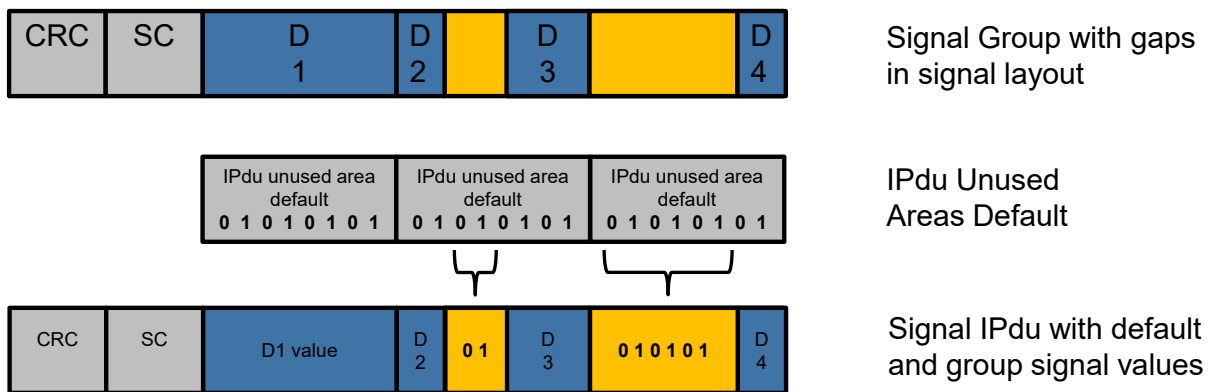 CRC SC D D D D
1 2 3 4
Signal Group with gaps
in signal layout
IPdu unused area IPdu unused area IPdu unused area
default default default
0 1 0 1 0 1 0 1 0 1 0 1 0 1 0 1 0 1 0 1 0 1 0 1
IPdu Unused
Areas Default
CRC SC D1 value D 0 1 D 0 1 0 1 0 1 D
2 3 4
Signal IPdu with default
and group signal values